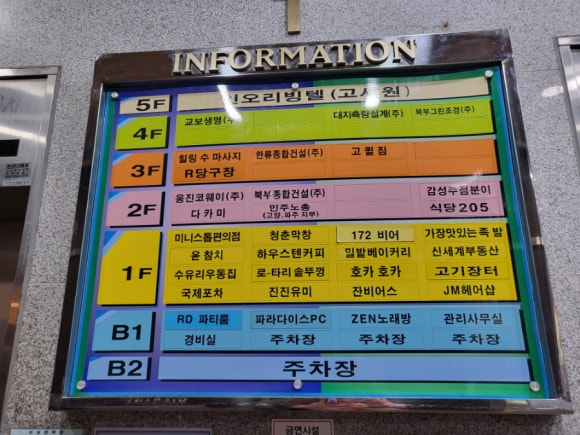 INFORMATION
5F 오리빙텔(고시원)
4F 교보생명(주) 대지측량설계(주) 북부그린조경(주)
3F 힐링 수 마사지 한류종합건설(주) 고 퀄 짐
R당구장
2F 웅진코웨이(주) 북부종합건설(주) 감성주점분이
다카미 민주노총 식당205
(고양,파주 지부)
1F 미니스톱편의점 청춘막창 172 비어 가장맛있는 족 발
윤 참치 하우스텐커피 밀밭베이커리 신세계부동산
수유리우동집 로-타리솥뚜껑 호카 호카 고기장터
국제포차 진진유미 잔비어스 JM헤어샵
B1 RD 파티룸 파라다이스PC ZEN노래방 관리사무실
경비실 주차장 주차장 주차장
B2 주차장
금연시설